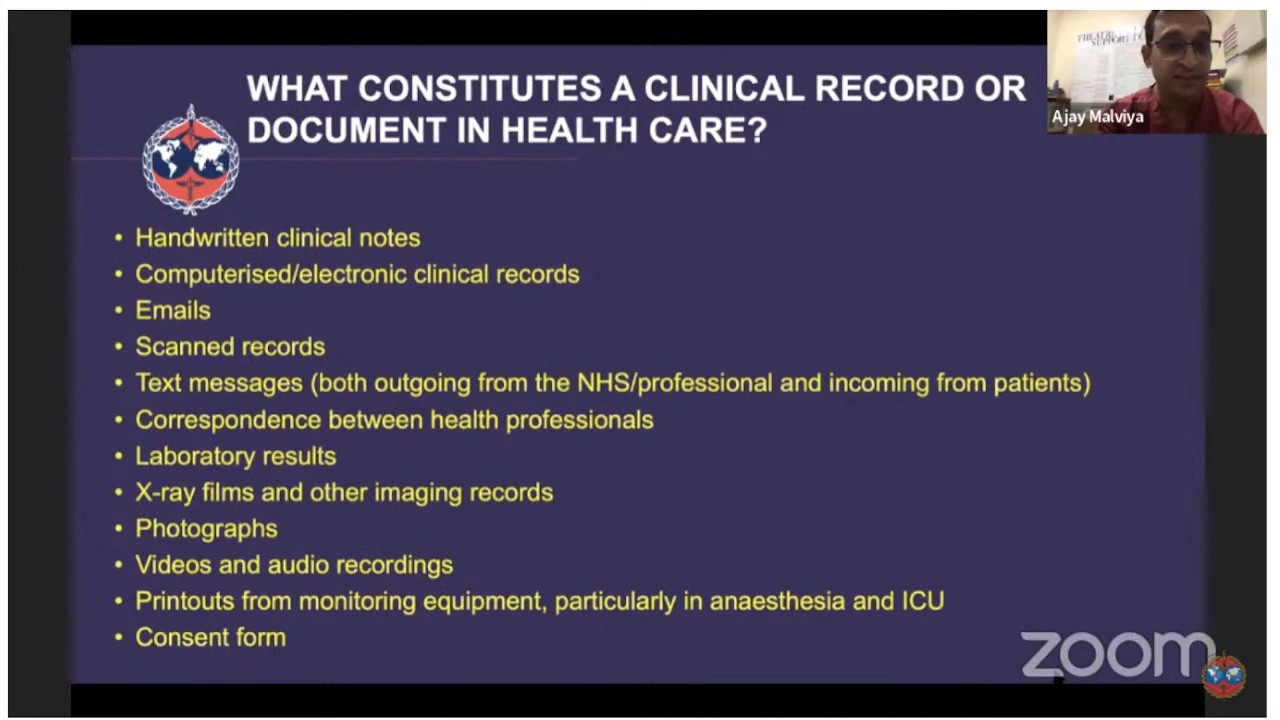 WHAT CONSTITUTES A CLINICAL RECORD OR
DOCUMENT IN HEALTH CARE?
THEATRE
SUPPORT
Ajay Malviya
• Handwritten clinical notes
• Computerised/electronic clinical records
• Emails
• Scanned records
• Text messages (both outgoing from the NHS/professional and incoming from patients)
• Correspondence between health professionals
• Laboratory results
• X-ray films and other imaging records
• Photographs
• Videos and audio recordings
• Printouts from monitoring equipment, particularly in anaesthesia and ICU
• Consent form
zoom